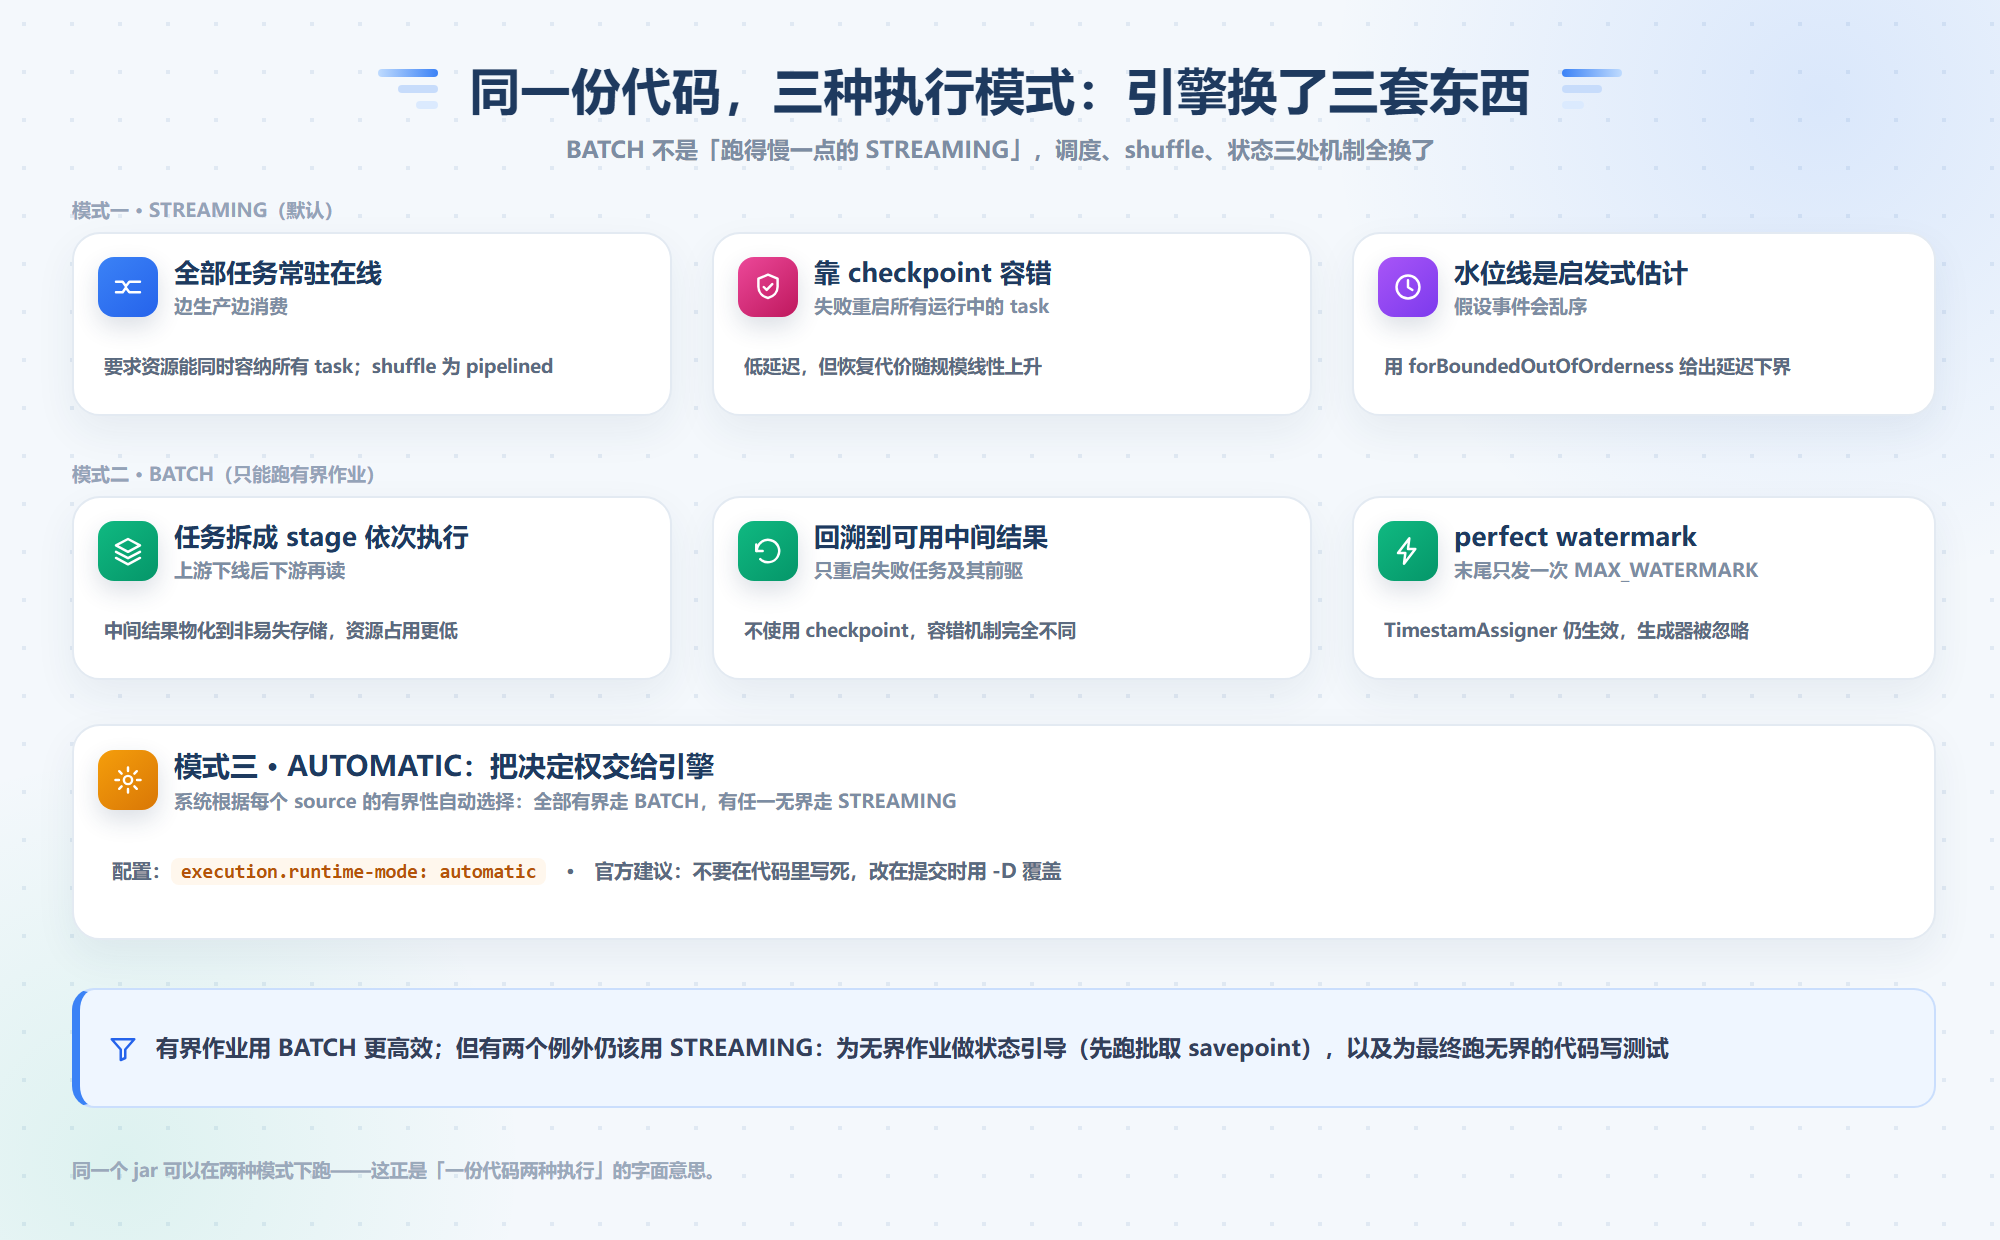 同一份代码，三种执行模式：引擎换了三套东西
BATCH 不是「跑得慢一点的 STREAMING」，调度、shuffle、状态三处机制全换了
模式一 • STREAMING（默认）
全部任务常驻在线
边生产边消费
要求资源能同时容纳所有 task；shuffle 为 pipelined
靠 checkpoint 容错
失败重启所有运行中的 task
低延迟，但恢复代价随规模线性上升
水位线是启发式估计
假设事件会乱序
用 forBoundedOutOfOrderness 给出延迟下界
模式二 • BATCH（只能跑有界作业）
任务拆成 stage 依次执行
上游下线后下游再读
中间结果物化到非易失存储，资源占用更低
回溯到可用中间结果
只重启失败任务及其前驱
不使用 checkpoint，容错机制完全不同
perfect watermark
末尾只发一次 MAX_WATERMARK
TimestamAssigner 仍生效，生成器被忽略
模式三 • AUTOMATIC：把决定权交给引擎
系统根据每个 source 的有界性自动选择：全部有界走 BATCH，有任一无界走 STREAMING
配置： execution.runtime-mode: automatic • 官方建议：不要在代码里写死，改在提交时用 -D 覆盖
有界作业用 BATCH 更高效；但有两个例外仍该用 STREAMING：为无界作业做状态引导（先跑批取 savepoint），以及为最终跑无界的代码写测试
同一个 jar 可以在两种模式下跑——这正是「一份代码两种执行」的字面意思。